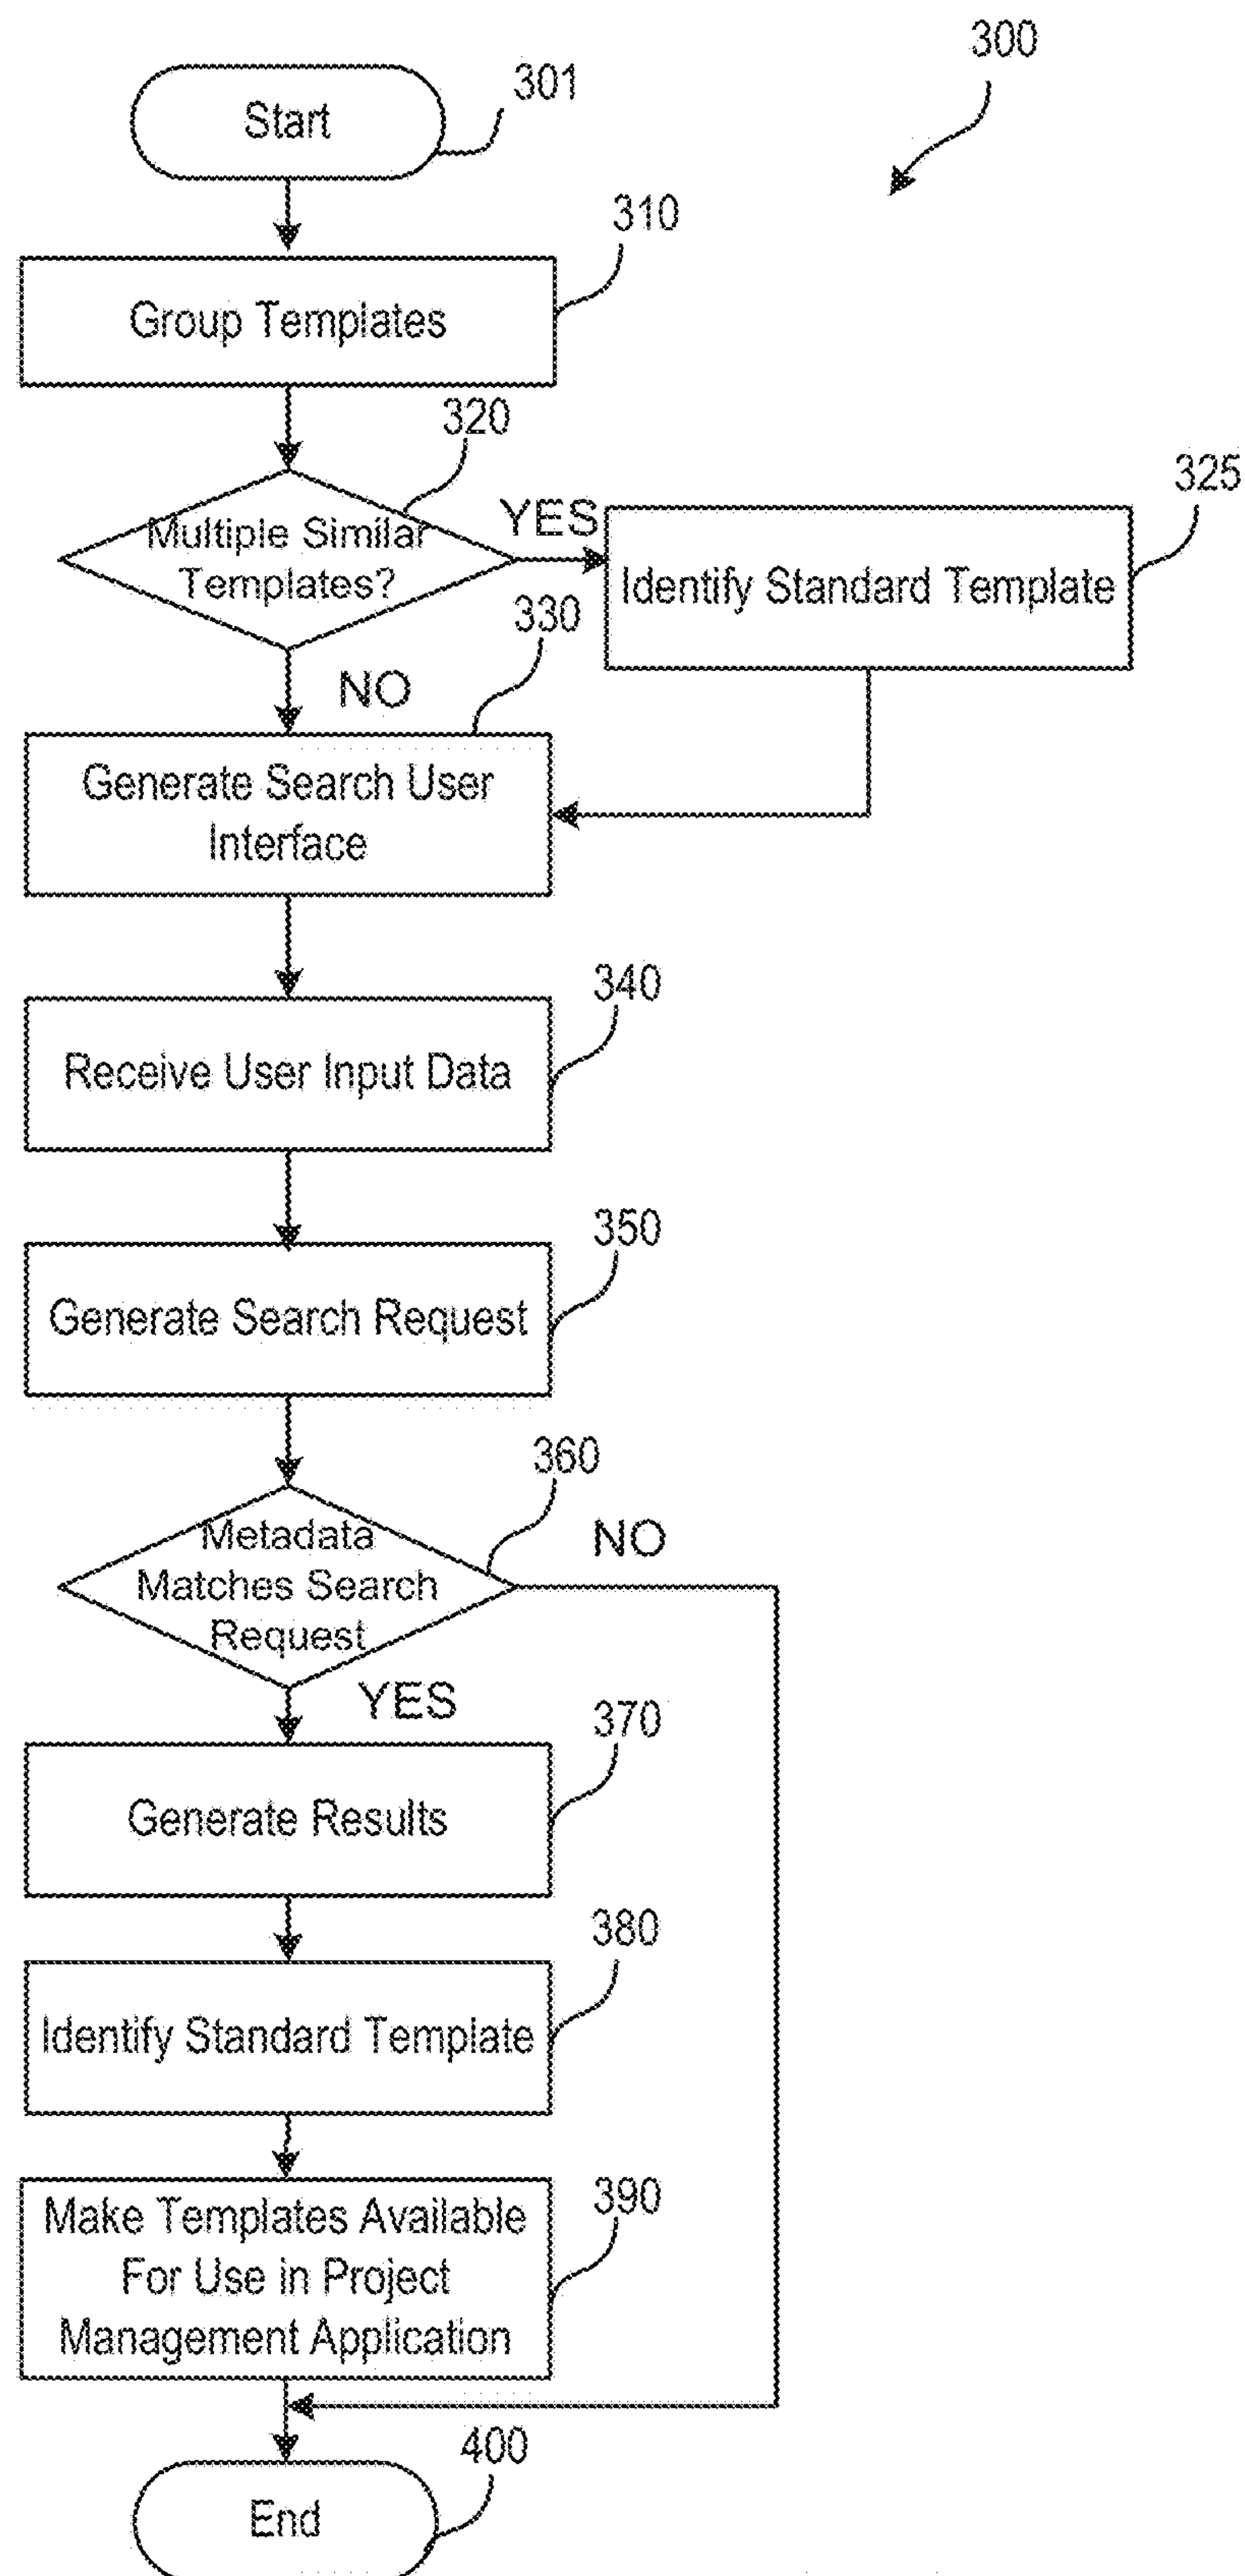 300
Start
301
Group Templates
310
Multiple Similar
Templates?
320
YES
Identify Standard Template
325
NO
330
Generate Search User
Interface
Receive User Input Data
340
Generate Search Request
350
Metadata
Matches Search
Request
360
NO
YES
Generate Results
370
Identify Standard Template
380
Make Templates Available
For Use in Project
Management Application
390
End
400